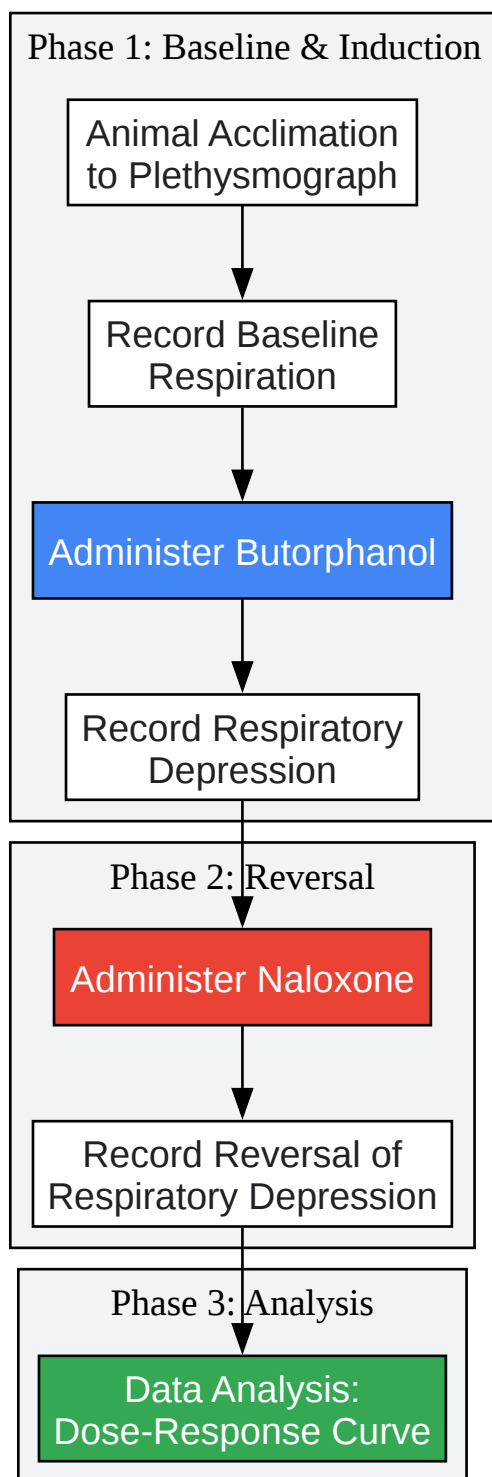 Phase 1: Baseline & Induction
Animal Acclimation
to Plethysmograph
Record Baseline
Respiration
Administer Butorphanol
Record Respiratory
Depression
Phase 2: Reversal
Administer Naloxone
Record Reversal of
Respiratory Depression
Phase 3: Analysis
Data Analysis:
Dose-Response Curve